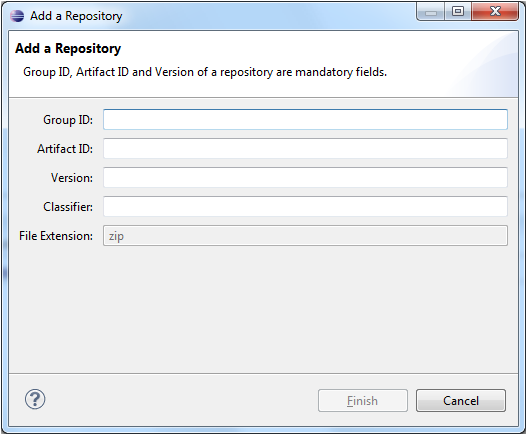 Add a Repository
Add a Repository
Group ID, Artifact ID and Version of a repository are mandatory fields.
Group ID:
Artifact ID:
Version:
Classifier:
File Extension: zip
? Finish Cancel